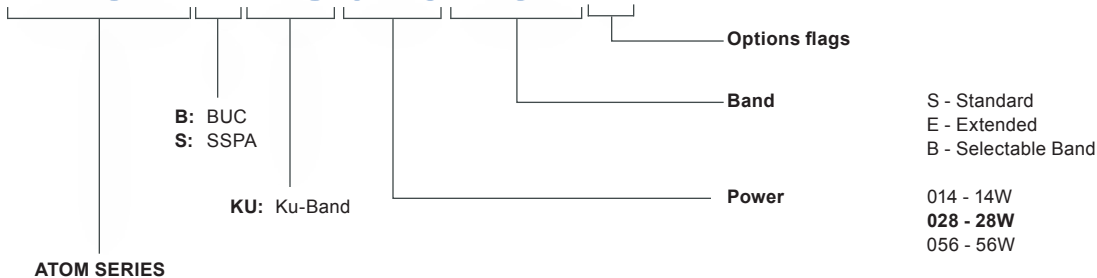 Options flags
Band
S - Standard
E - Extended
B - Selectable Band
B: BUC
S: SSPA
Power
014 - 14W
028 - 28W
056 - 56W
KU: Ku-Band
ATOM SERIES